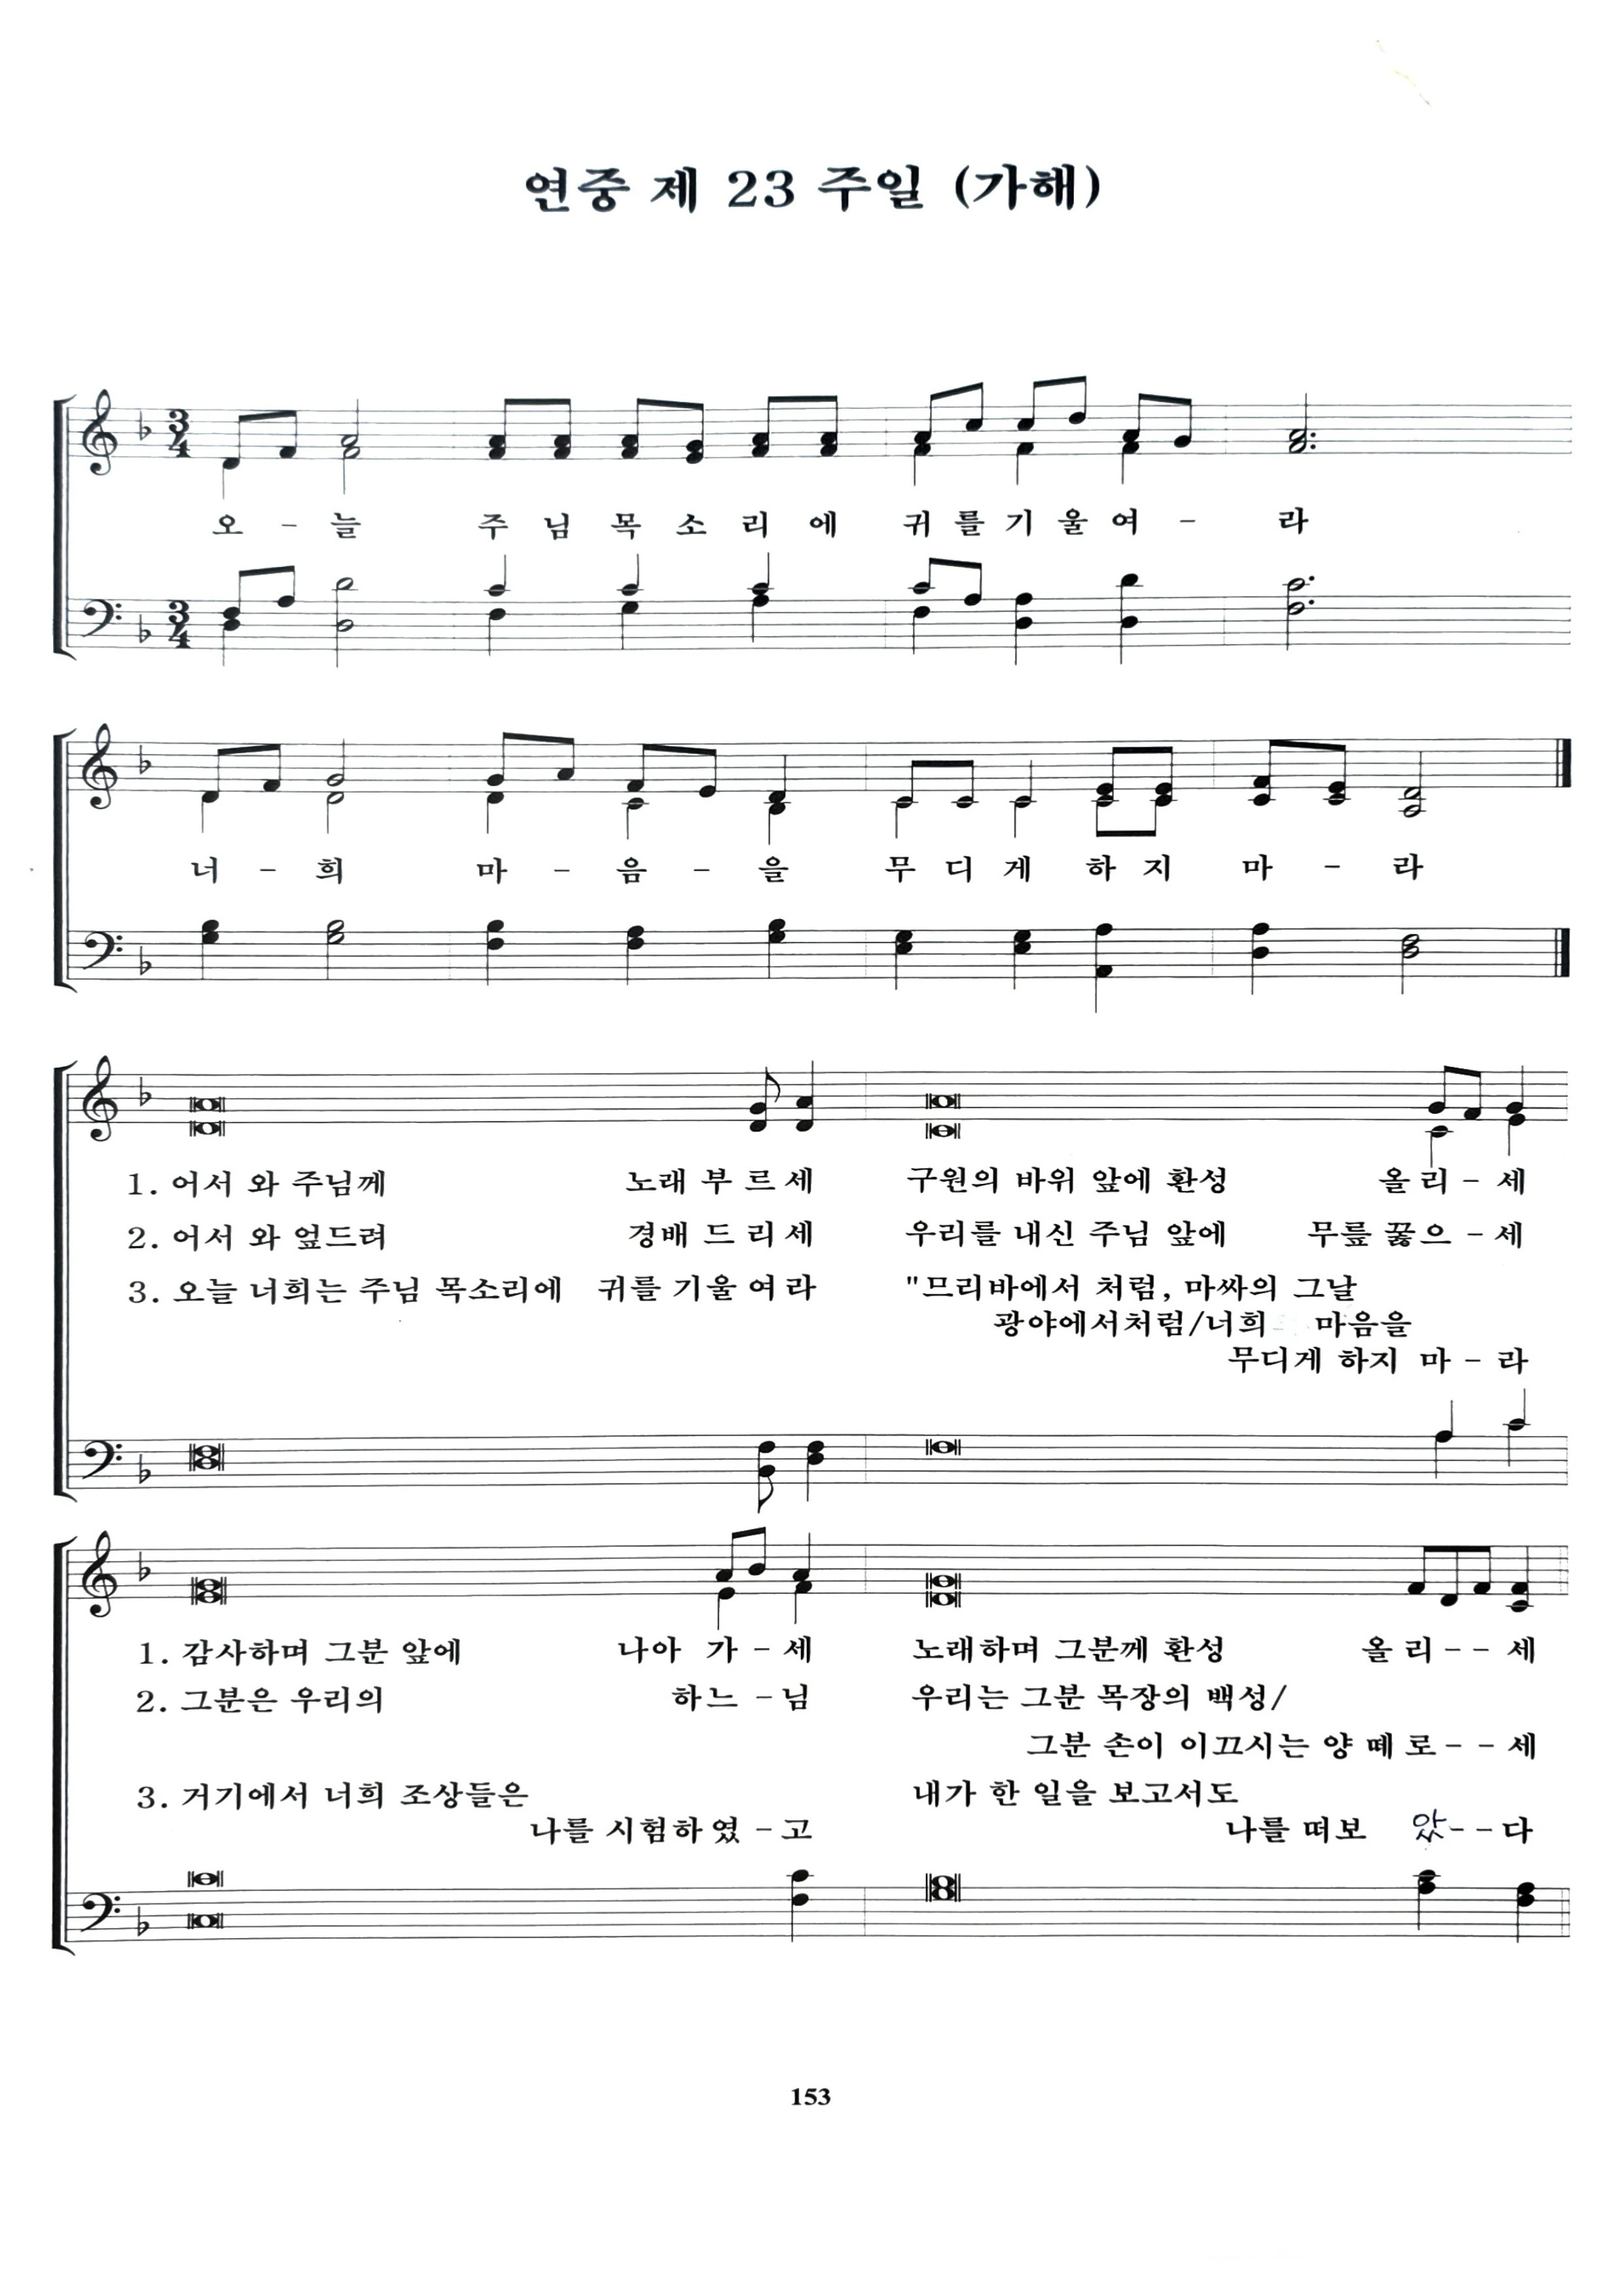 연중 제 23 주일 (가해)
오 - 늘 주 님 목 소 리 에 귀 를 기 울 여 - 라
너 - 희 마 - 음 - 을 무 디 게 하 지 마 - 라
1. 어서 와 주님께 노래 부 르 세 구원의 바위 앞에 환성 올 리 - 세
2. 어서 와 엎드려 경배 드 리 세 우리를 내신 주님 앞에 무릎 꿇 으 - 세
3. 오늘 너희는 주님 목소리에 귀를 기 울 여 라 "므리바에서 처럼, 마싸의 그날
광야에서처럼/너희 마음을
무디게 하지 마 - 라
1. 감사하며 그분 앞에 나아 가 - 세 노래하며 그분께 환성 올 리 - - 세
2. 그분은 우리의 하느 - 님 우리는 그분 목장의 백성/
그분 손이 이끄시는 양 떼 로 - - 세
3. 거기에서 너희 조상들은 내가 한 일을 보고서도
나를 시험하 였 - 고 나를 떠보 았 - - 다
153